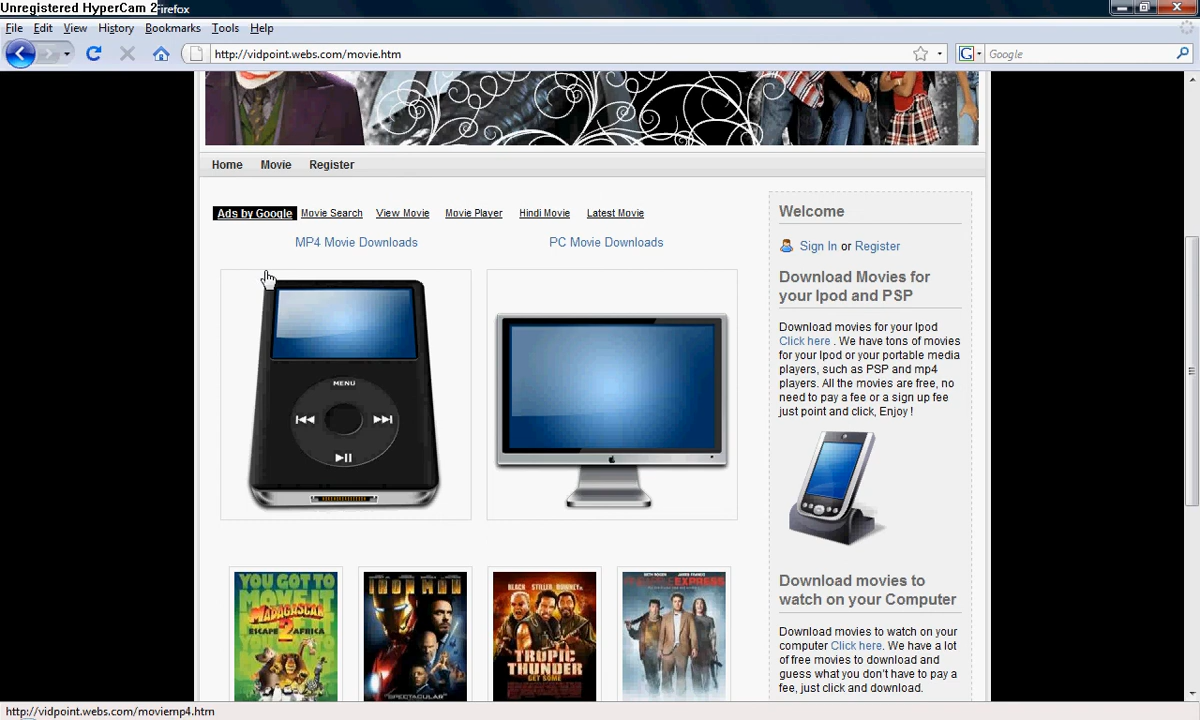 Unregistered HyperCam 2
Firefox
File Edit View History Bookmarks Tools Help
http://vidpoint.webs.com/movie.htm
Google
Home Movie Register
Ads by Google Movie Search View Movie Movie Player Hindi Movie Latest Movie
MP4 Movie Downloads PC Movie Downloads
MENU
Welcome
Sign In or Register
Download Movies for
your Ipod and PSP
Download movies for your Ipod
Click here . We have tons of movies
for your Ipod or your portable media
players, such as PSP and mp4
players. All the movies are free, no
need to pay a fee or a sign up fee
just point and click, Enjoy !
YOU GOT TO
MOVE IT
MADAGASCAR
ESCAPE 2 AFRICA
IRON MAN
SPECTACULAR
BLACK STILLER DOWNEY JR
TROPIC
THUNDER
GET SOME
SETH ROGEN JAMES FRANCO
EXPRESS
Download movies to
watch on your Computer
Download movies to watch on your
computer Click here. We have a lot
of free movies to download and
guess what you don't have to pay a
fee, just click and download.
http://vidpoint.webs.com/moviemp4.htm